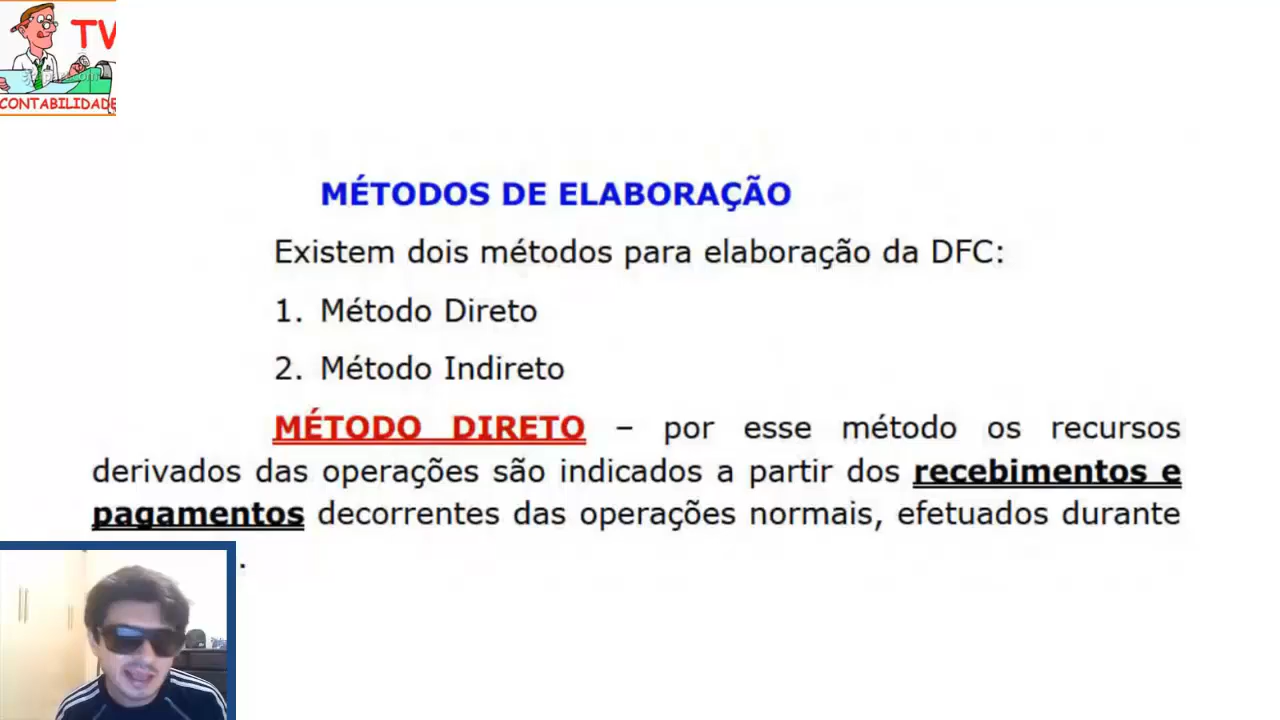 TV
CONTABILIDADE
MÉTODOS DE ELABORAÇÃO
Existem dois métodos para elaboração da DFC:
1. Método Direto
2. Método Indireto
MÉTODO DIRETO – por esse método os recursos
derivados das operações são indicados a partir dos recebimentos e
pagamentos decorrentes das operações normais, efetuados durante
.